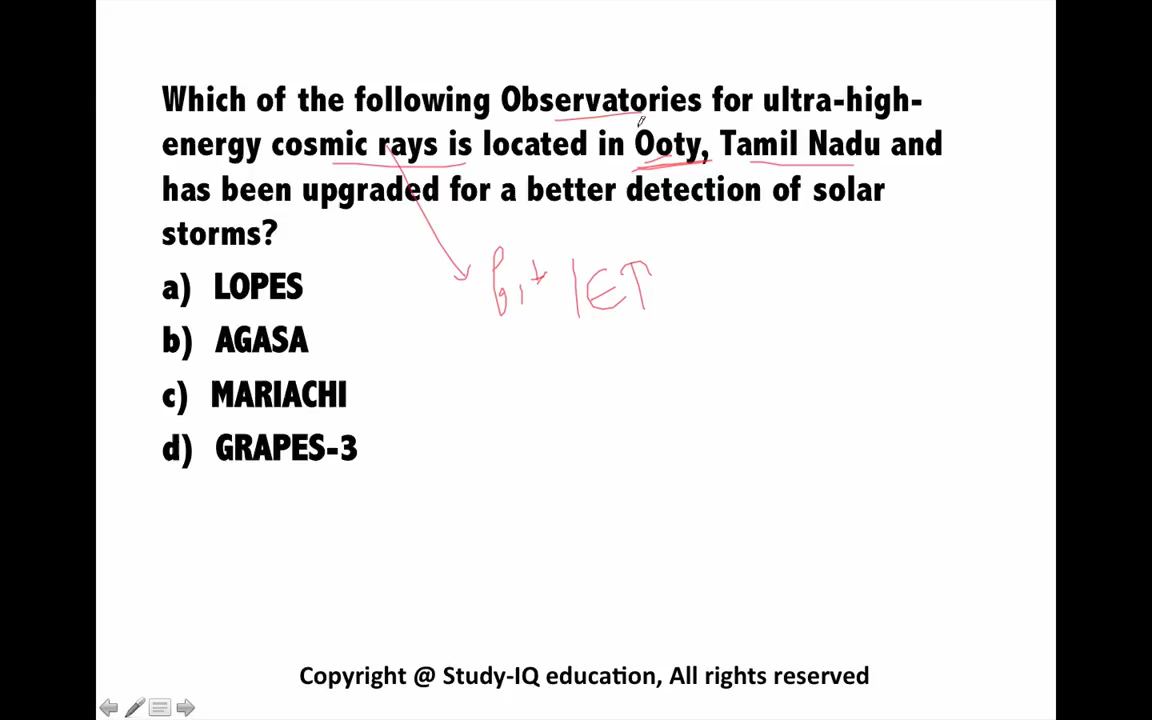 Which of the following Observatories for ultra-high-
energy cosmic rays is located in Ooty, Tamil Nadu and
has been upgraded for a better detection of solar
storms?
a) LOPES
b) AGASA
c) MARIACHI
d) GRAPES-3
Copyright @ Study-IQ education, All rights reserved